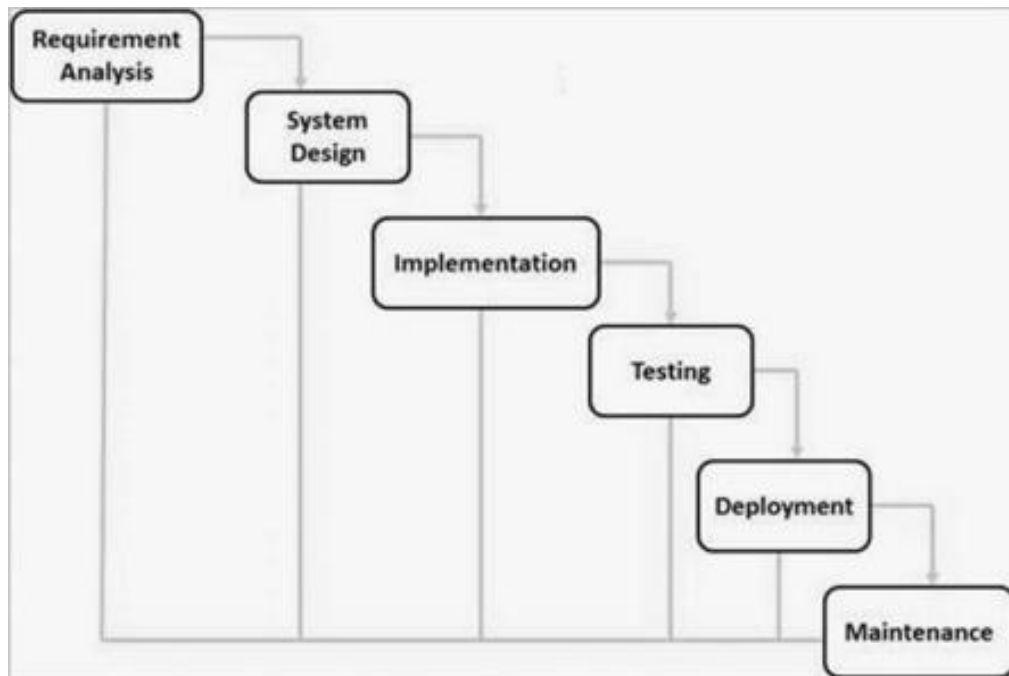 Requirement
Analysis
System
Design
Implementation
Testing
Deployment
Maintenance